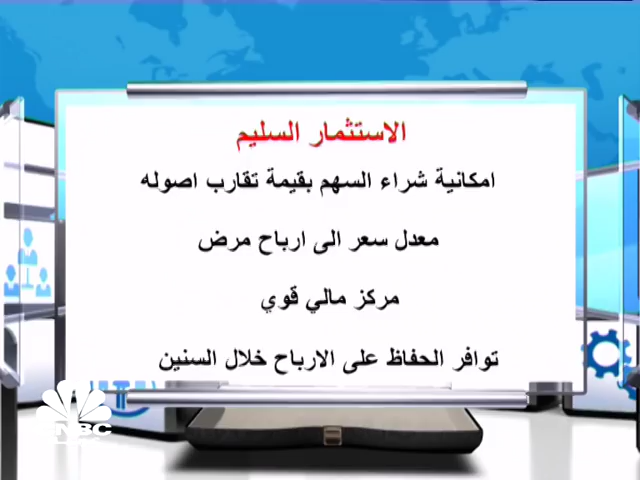 الاستثمار السليم
امكانية شراء السهم بقيمة تقارب اصوله
معدل سعر الى ارباح مرض
مركز مالي قوي
توافر الحفاظ على الارباح خلال السنين
CNBC